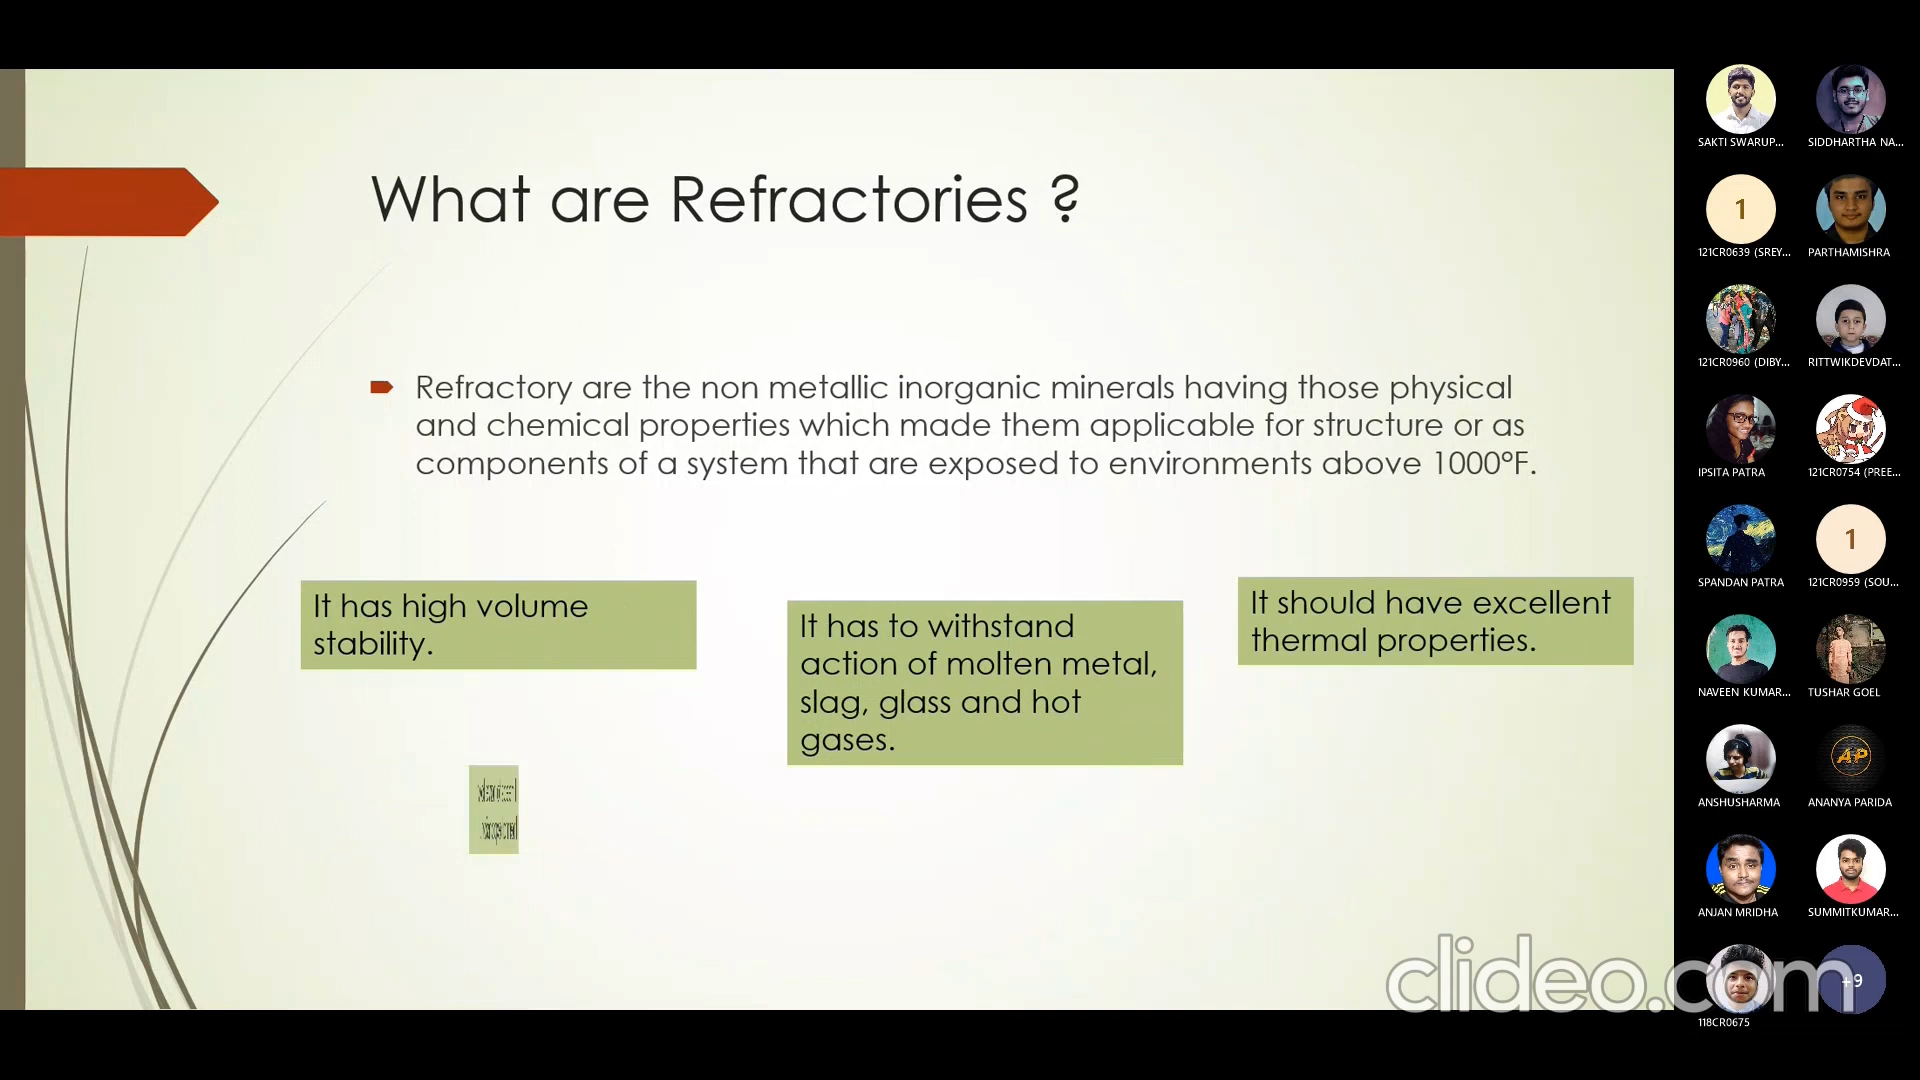 What are Refractories ?
Refractory are the non metallic inorganic minerals having those physical
and chemical properties which made them applicable for structure or as
components of a system that are exposed to environments above 1000°F.
It has high volume
stability.
It has to withstand
action of molten metal,
slag, glass and hot
gases.
It should have excellent
thermal properties.
SAKTI SWARUP...
SIDDHARTHA NA...
1
121CR0639 (SREY...
PARTHAMISHRA
121CR0960 (DIBY...
RITTWIKDEVDAT...
IPSITA PATRA
121CR0754 (PREE...
SPANDAN PATRA
1
121CR0959 (SOU...
NAVEEN KUMAR...
TUSHAR GOEL
ANSHUSHARMA
AP
ANANYA PARIDA
ANJAN MRIDHA
SUMMITKUMAR...
118CR0675
+9
clideo.com